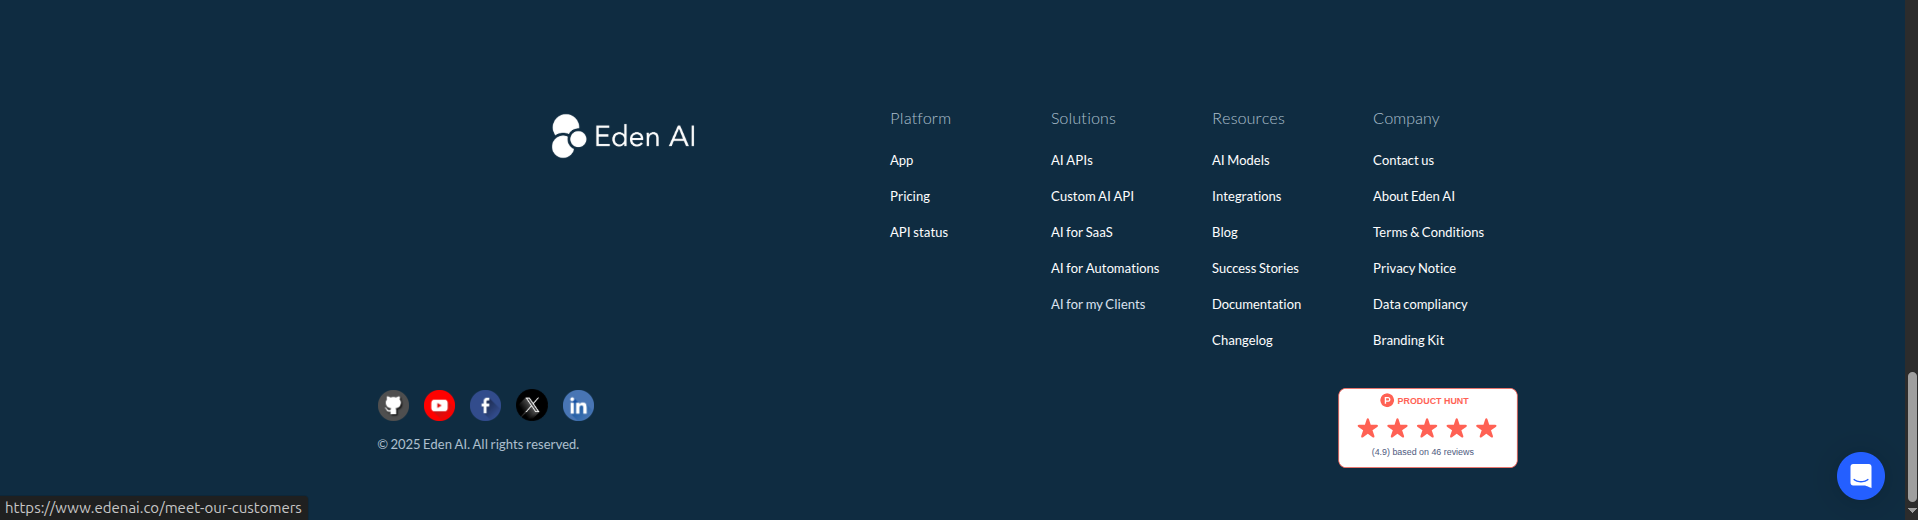 Eden AI
Platform
App
Pricing
API status
Solutions
AI APIs
Custom AI API
AI for SaaS
AI for Automations
AI for my Clients
Resources
AI Models
Integrations
Blog
Success Stories
Documentation
Changelog
Company
Contact us
About Eden AI
Terms & Conditions
Privacy Notice
Data compliancy
Branding Kit
© 2025 Eden AI. All rights reserved.
P PRODUCT HUNT
(4.9) based on 46 reviews
https://www.edenai.co/meet-our-customers